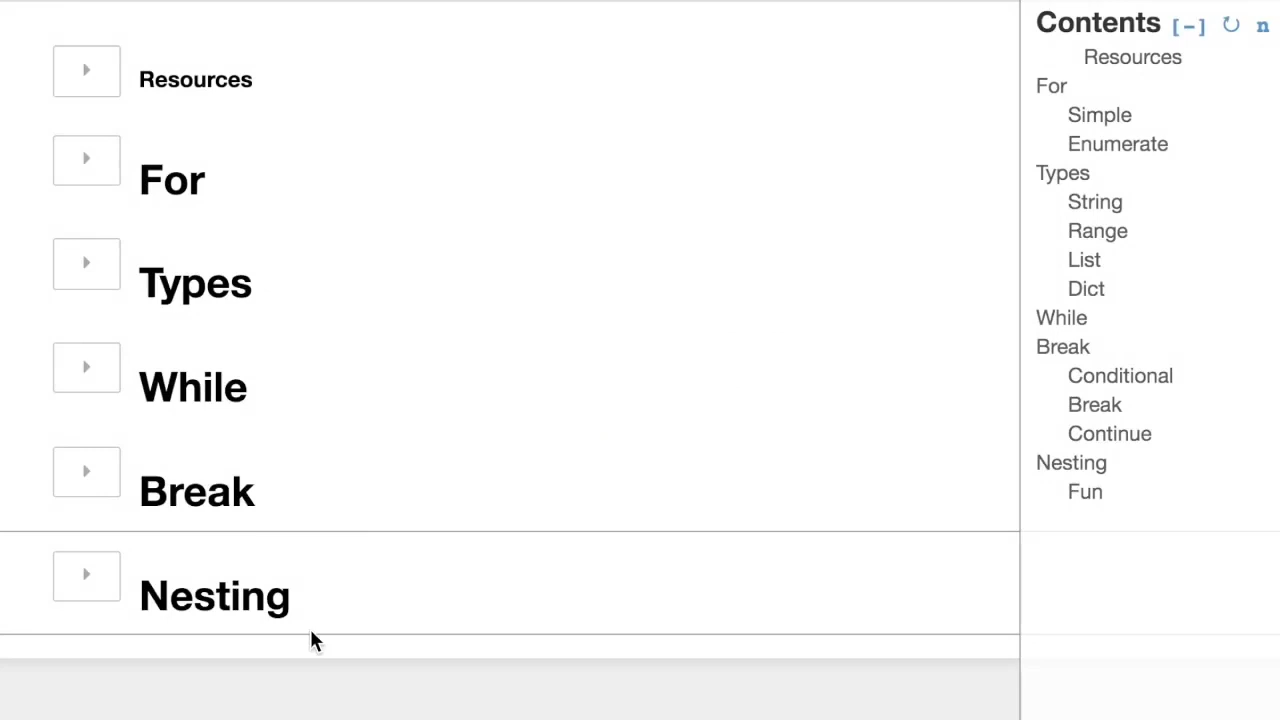 Resources
For
Types
While
Break
Nesting
Contents [-] ↻ n
Resources
For
Simple
Enumerate
Types
String
Range
List
Dict
While
Break
Conditional
Break
Continue
Nesting
Fun